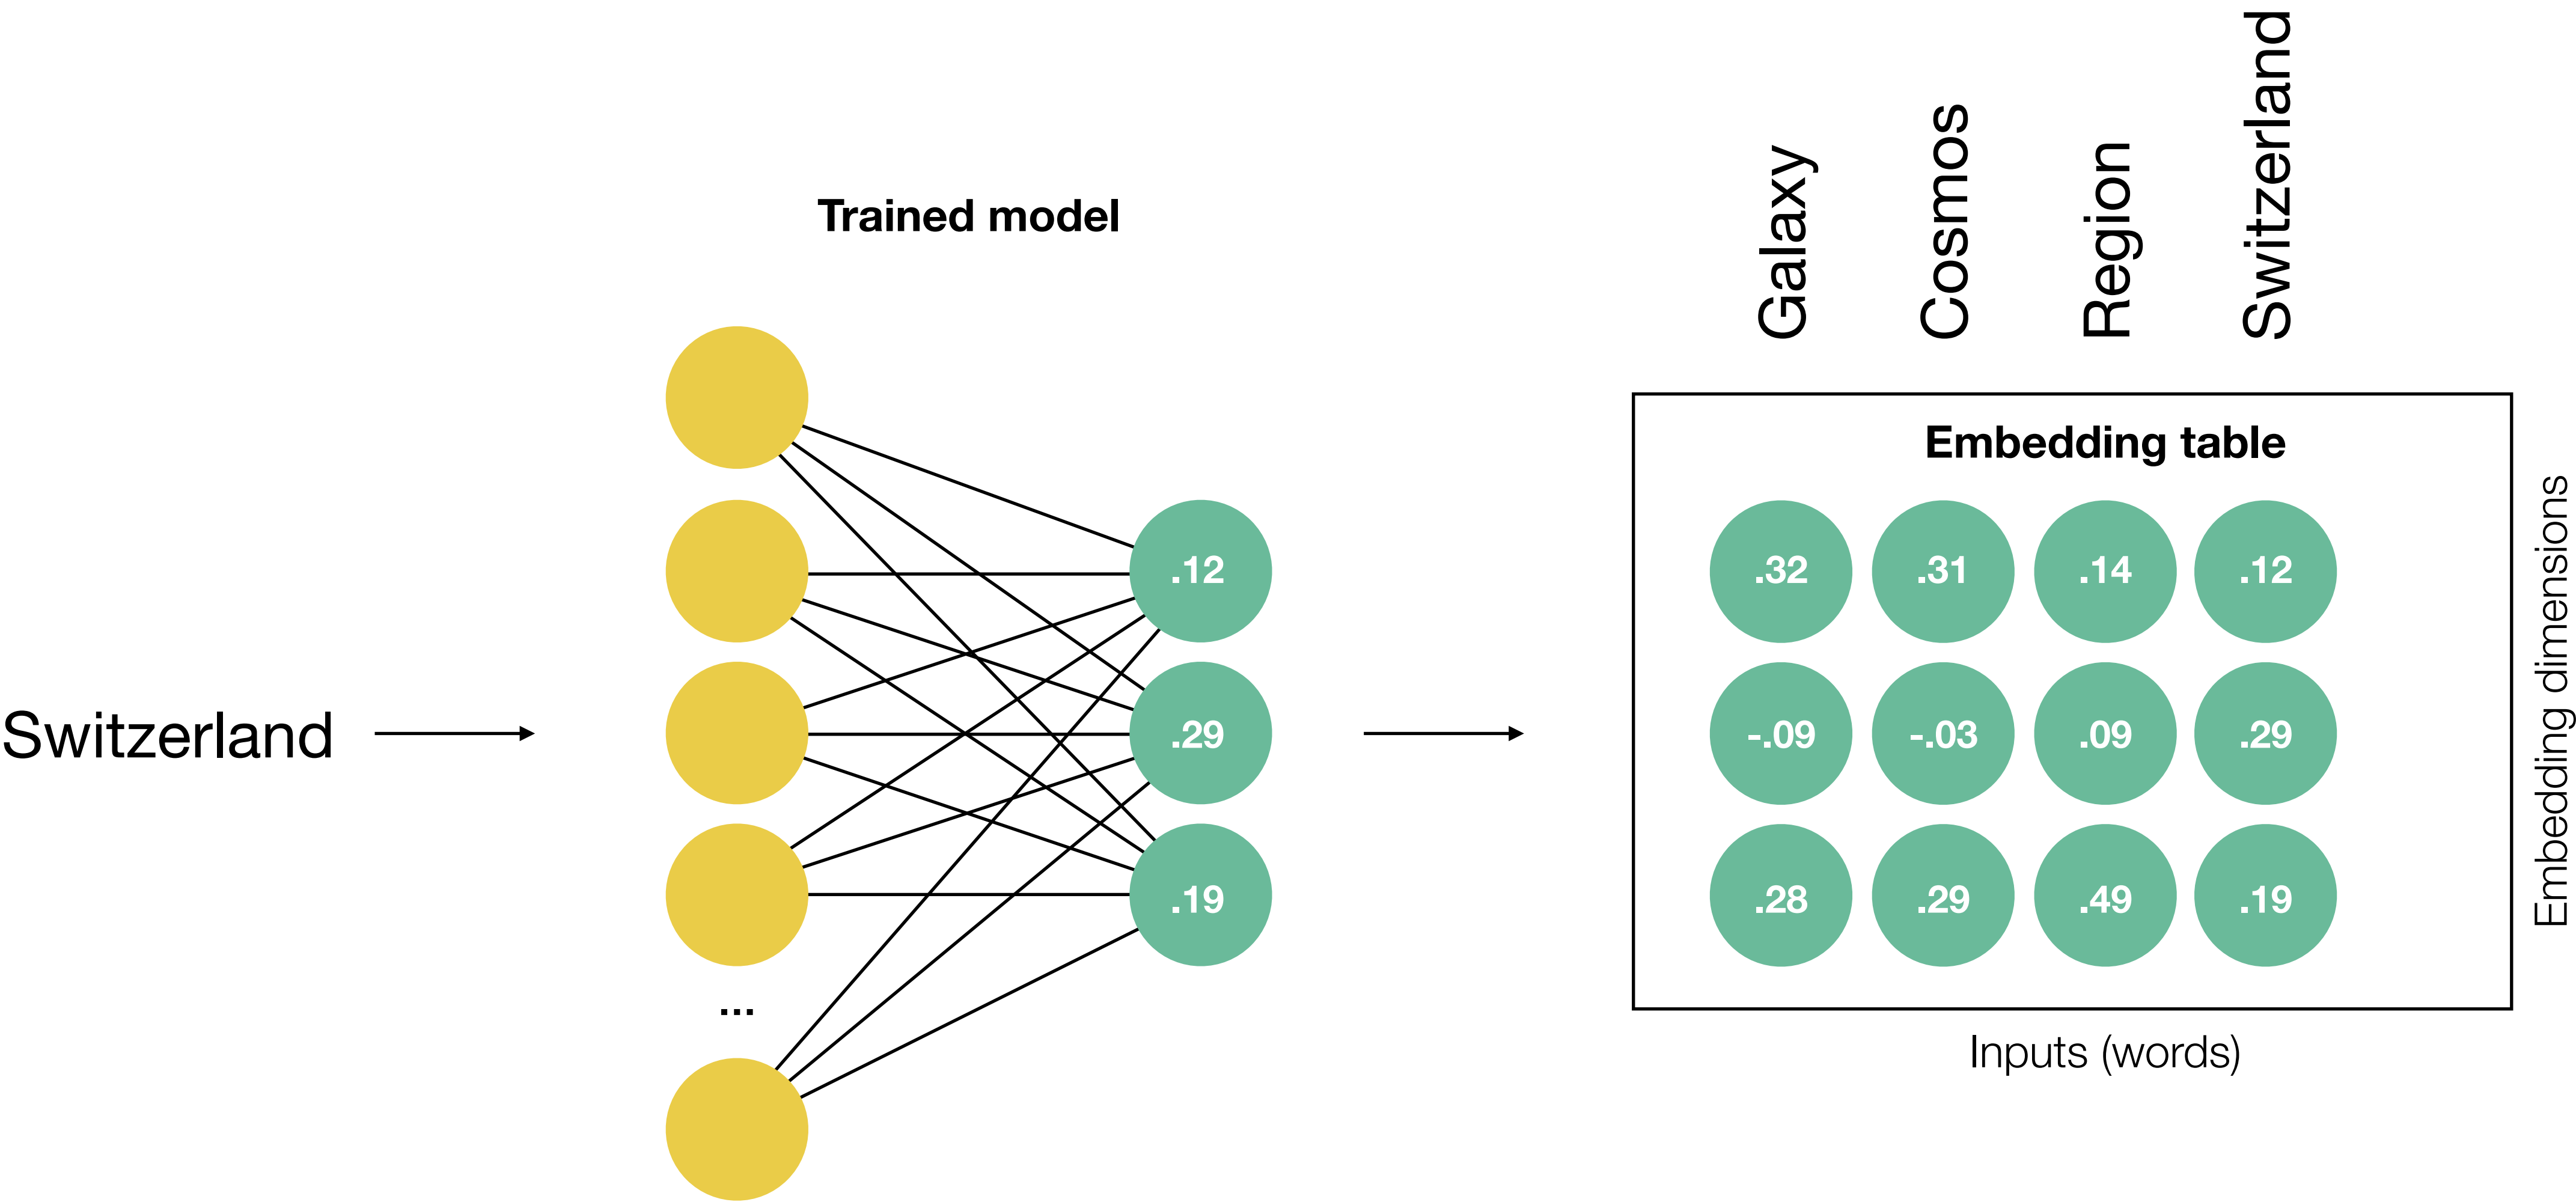 Switzerland
Trained model
...
.12
.29
.19
Galaxy
Cosmos
Region
Switzerland
Embedding table
.32 .31 .14 .12
-.09 -.03 .09 .29
.28 .29 .49 .19
Embedding dimensions
Inputs (words)